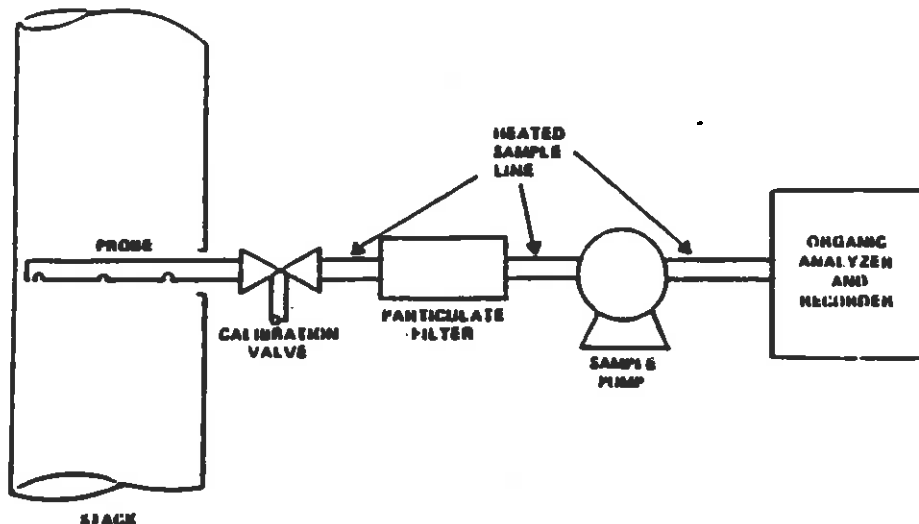 HEATED
SAMPLE
LINE
PROBE
ORGANIC
ANALYZER
AND
RECORDER
CALIBRATION
VALVE
PARTICULATE
FILTER
SAMPLE
PUMP
STACK